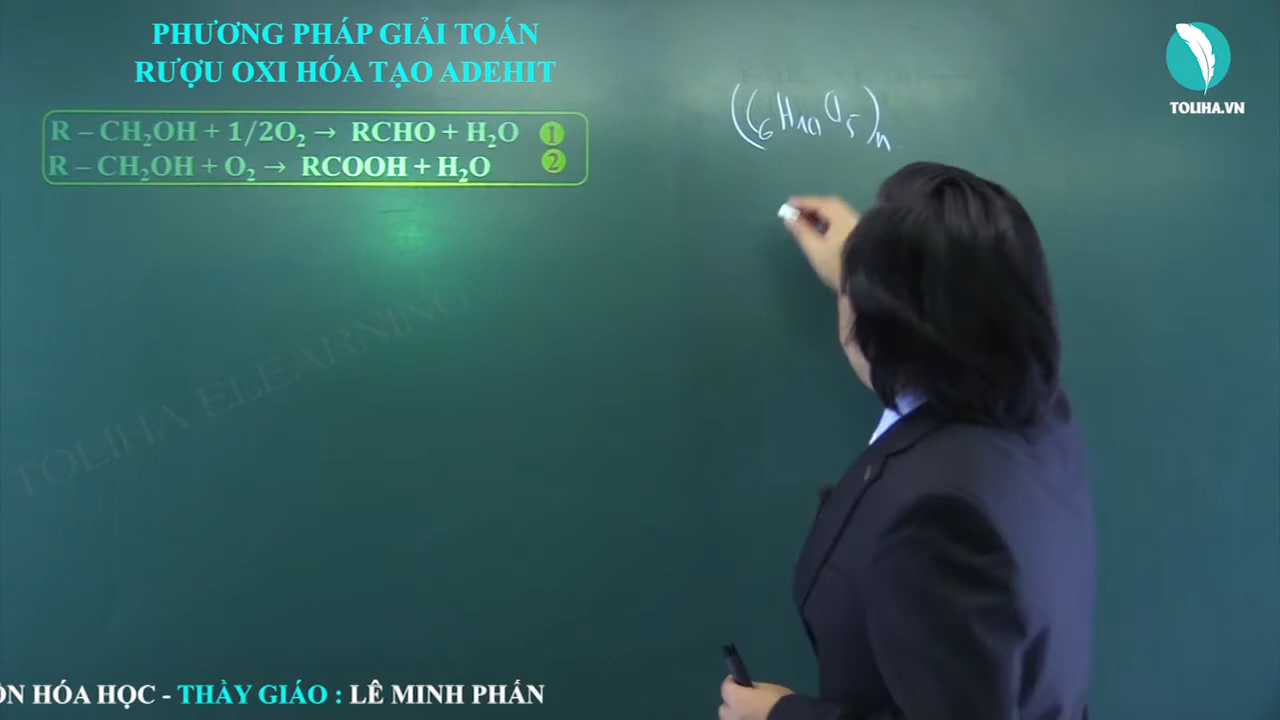 PHƯƠNG PHÁP GIẢI TOÁN
RƯỢU OXI HÓA TẠO ADEHIT
R – CH₂OH + 1/2O₂ → RCHO + H₂O 1
R – CH₂OH + O₂ → RCOOH + H₂O 2
(C₆H₁₀O₅)ₙ
TOLIHA.VN
TOLIHA ELEARNING
ÔN HÓA HỌC - THẦY GIÁO : LÊ MINH PHẤN